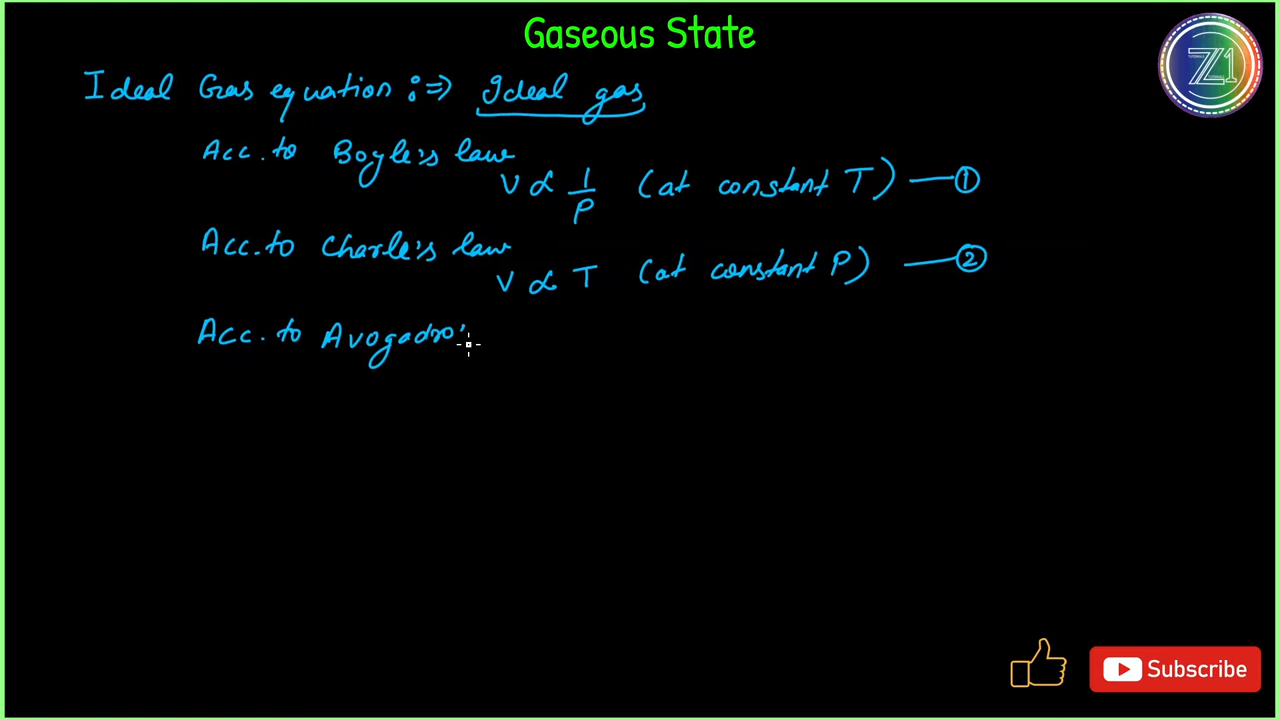 Gaseous State
Ideal Gas equation :⇒ Ideal gas
Acc. to Boyle's law
V ∝ 1/P (at constant T) — ①
Acc. to Charle's law
V ∝ T (at constant P) — ②
Acc. to Avogadro'
Z1
Subscribe